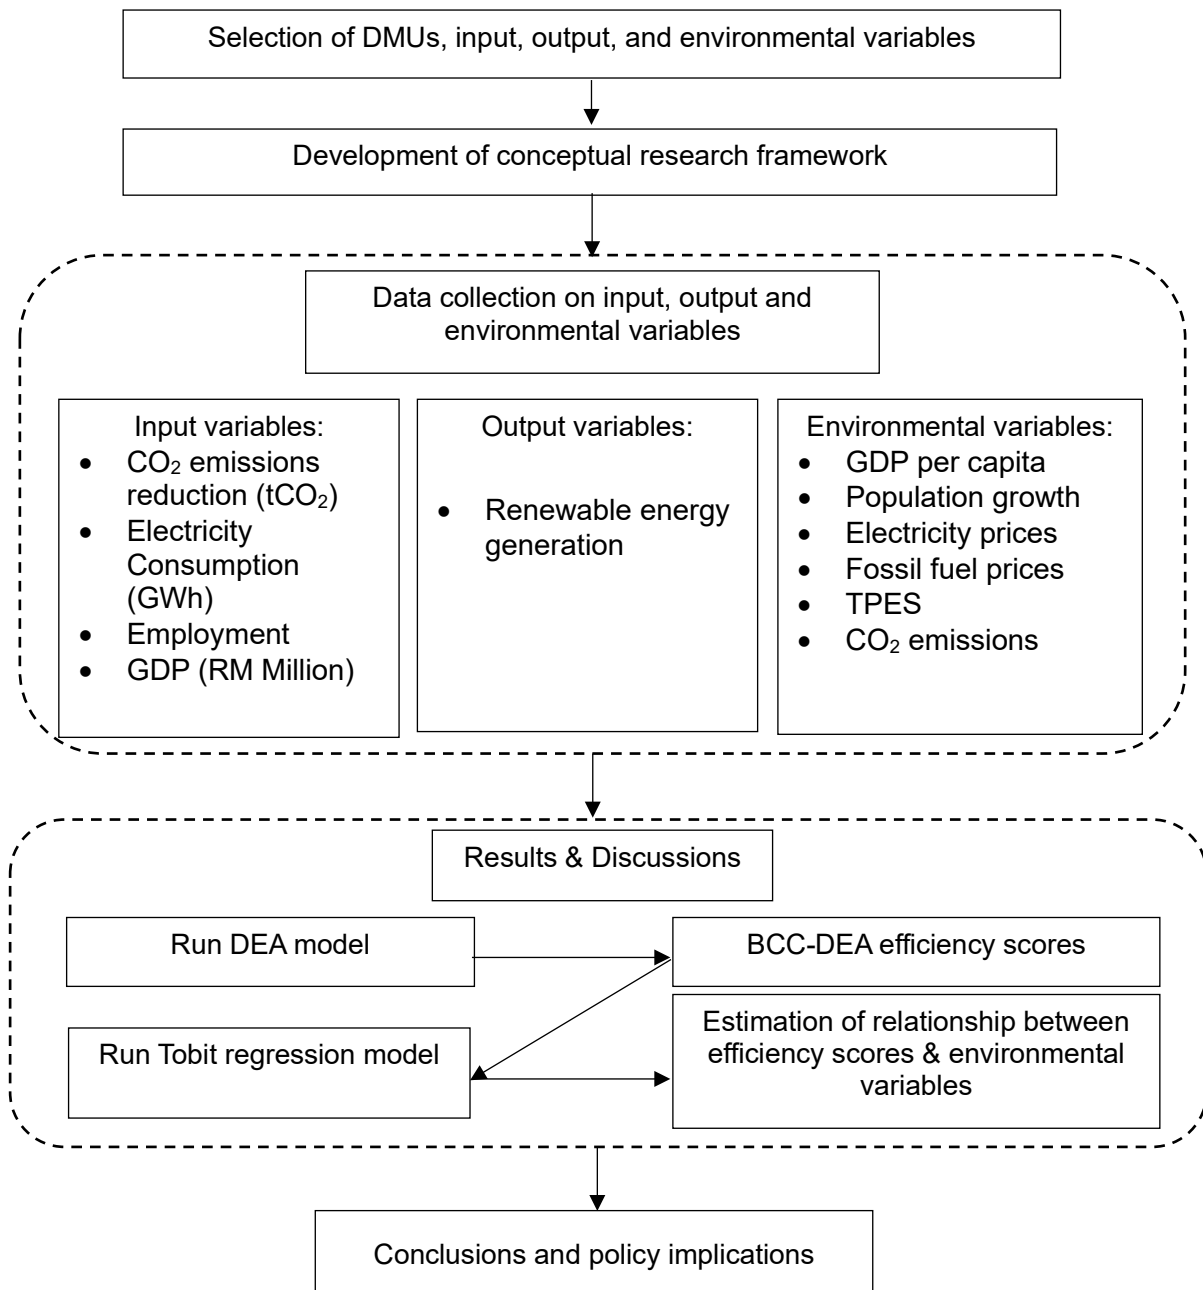 Selection of DMUs, input, output, and environmental variables
Development of conceptual research framework
Data collection on input, output and
environmental variables
Input variables:
• CO₂ emissions
reduction (tCO₂)
• Electricity
Consumption
(GWh)
• Employment
• GDP (RM Million)
Output variables:
• Renewable energy
generation
Environmental variables:
• GDP per capita
• Population growth
• Electricity prices
• Fossil fuel prices
• TPES
• CO₂ emissions
Results & Discussions
Run DEA model
BCC-DEA efficiency scores
Run Tobit regression model
Estimation of relationship between
efficiency scores & environmental
variables
Conclusions and policy implications